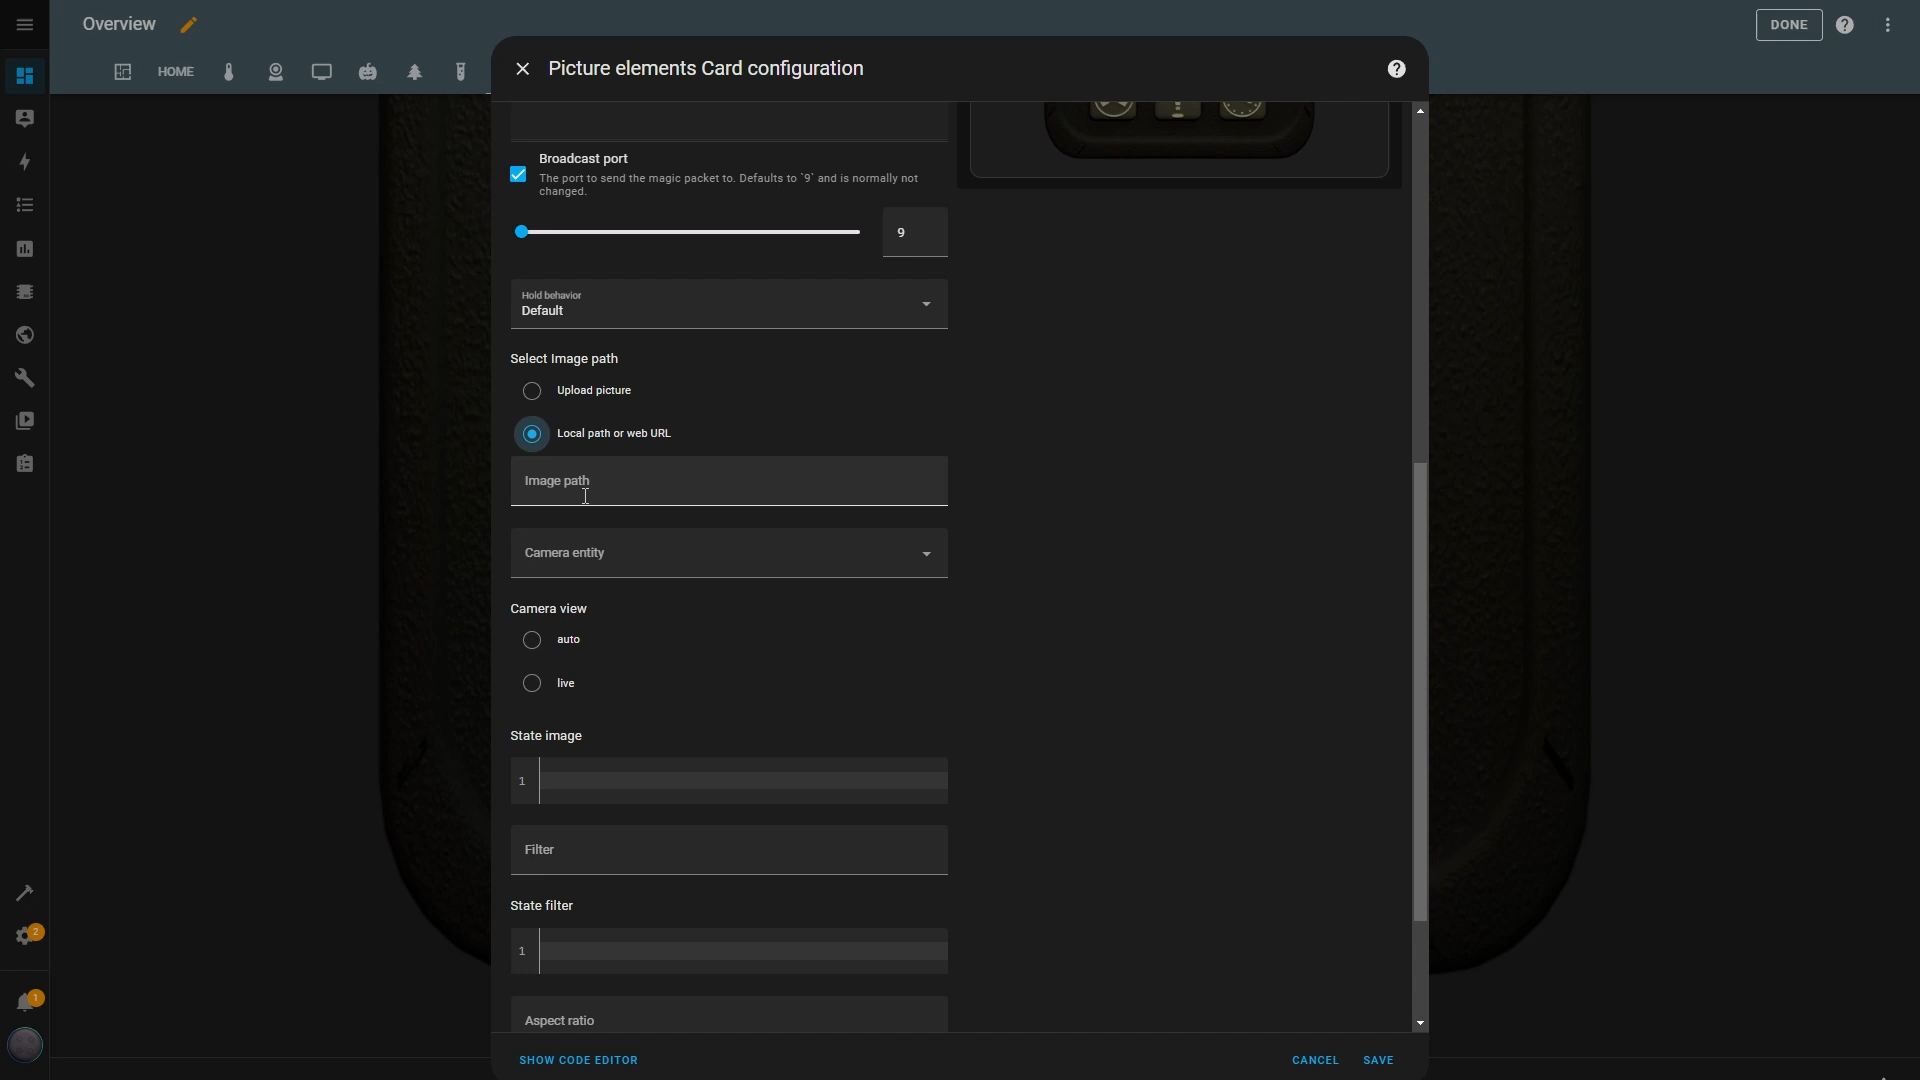 Overview
DONE
HOME
Picture elements Card configuration
Broadcast port
The port to send the magic packet to. Defaults to `9` and is normally not
changed.
9
Hold behavior
Default
Select Image path
Upload picture
Local path or web URL
Image path
Camera entity
Camera view
auto
live
State image
1
Filter
State filter
1
Aspect ratio
2
1
SHOW CODE EDITOR
CANCEL
SAVE